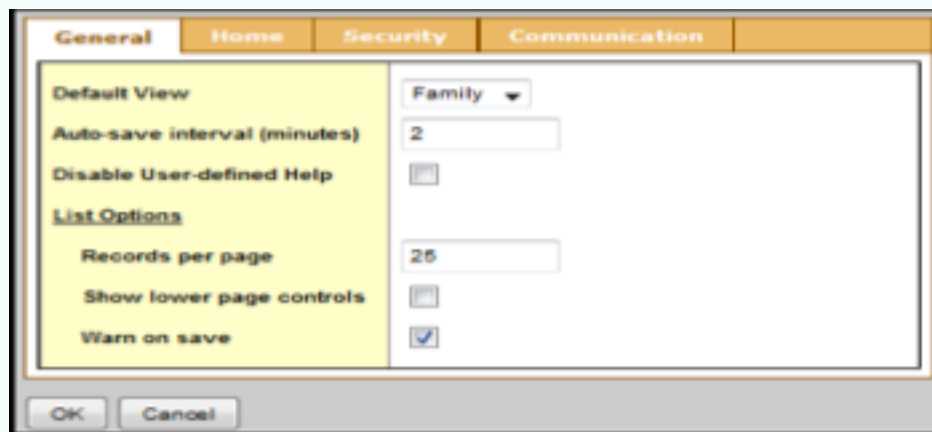 General Home Security Communication
Default View Family
Auto-save interval (minutes) 2
Disable User-defined Help
List Options
Records per page 25
Show lower page controls
Warn on save
OK Cancel